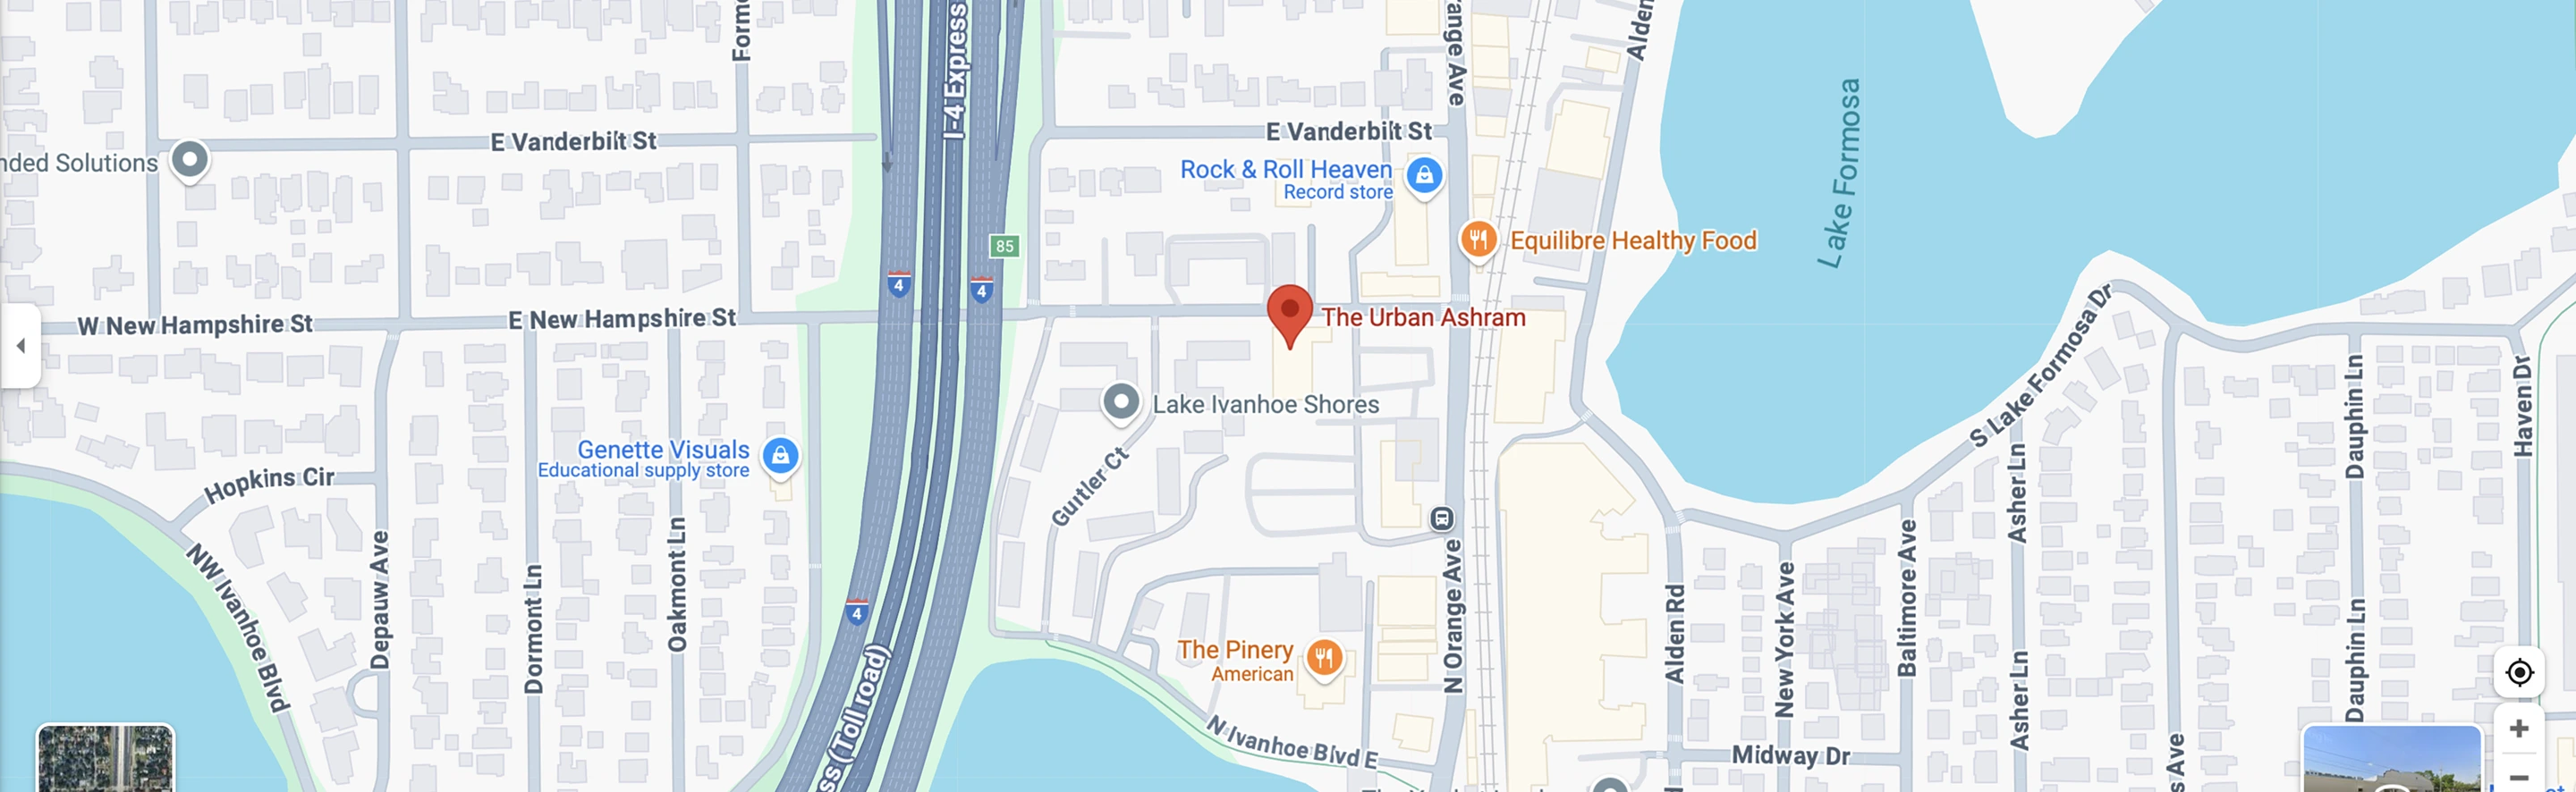 Formo
I-4 Express
ange Ave
Alden
Lake Formosa
E Vanderbilt St
E Vanderbilt St
nded Solutions
Rock & Roll Heaven
Record store
Equilibre Healthy Food
85
4
4
W New Hampshire St
E New Hampshire St
The Urban Ashram
S Lake Formosa Dr
Lake Ivanhoe Shores
Genette Visuals
Educational supply store
Hopkins Cir
Gurtler Ct
Dauphin Ln
Haven Dr
Asher Ln
NW Ivanhoe Blvd
Depauw Ave
Dormont Ln
Oakmont Ln
4
ss (Toll road)
The Pinery
American
N Orange Ave
Alden Rd
New York Ave
Baltimore Ave
Asher Ln
Dauphin Ln
N Ivanhoe Blvd E
Midway Dr
s Ave